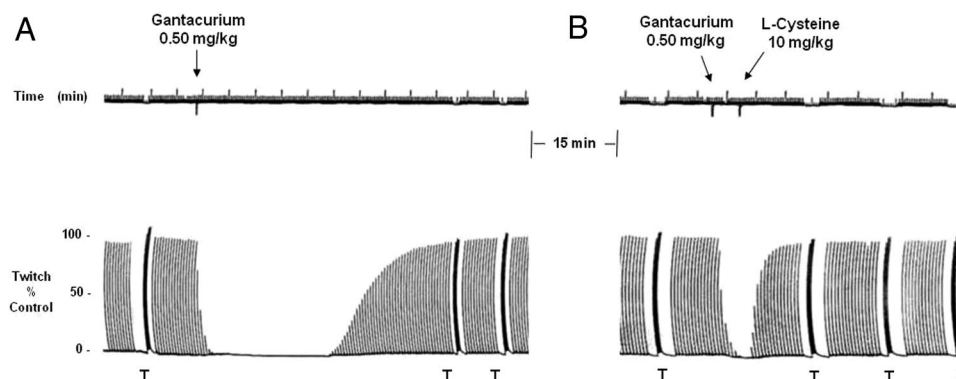 A
Gantacurium
0.50 mg/kg
B
Gantacurium
0.50 mg/kg
L-Cysteine
10 mg/kg
Time (min)
15 min
100 -
Twitch
%
Control
50 -
0 -
T
T
T
T
T
T